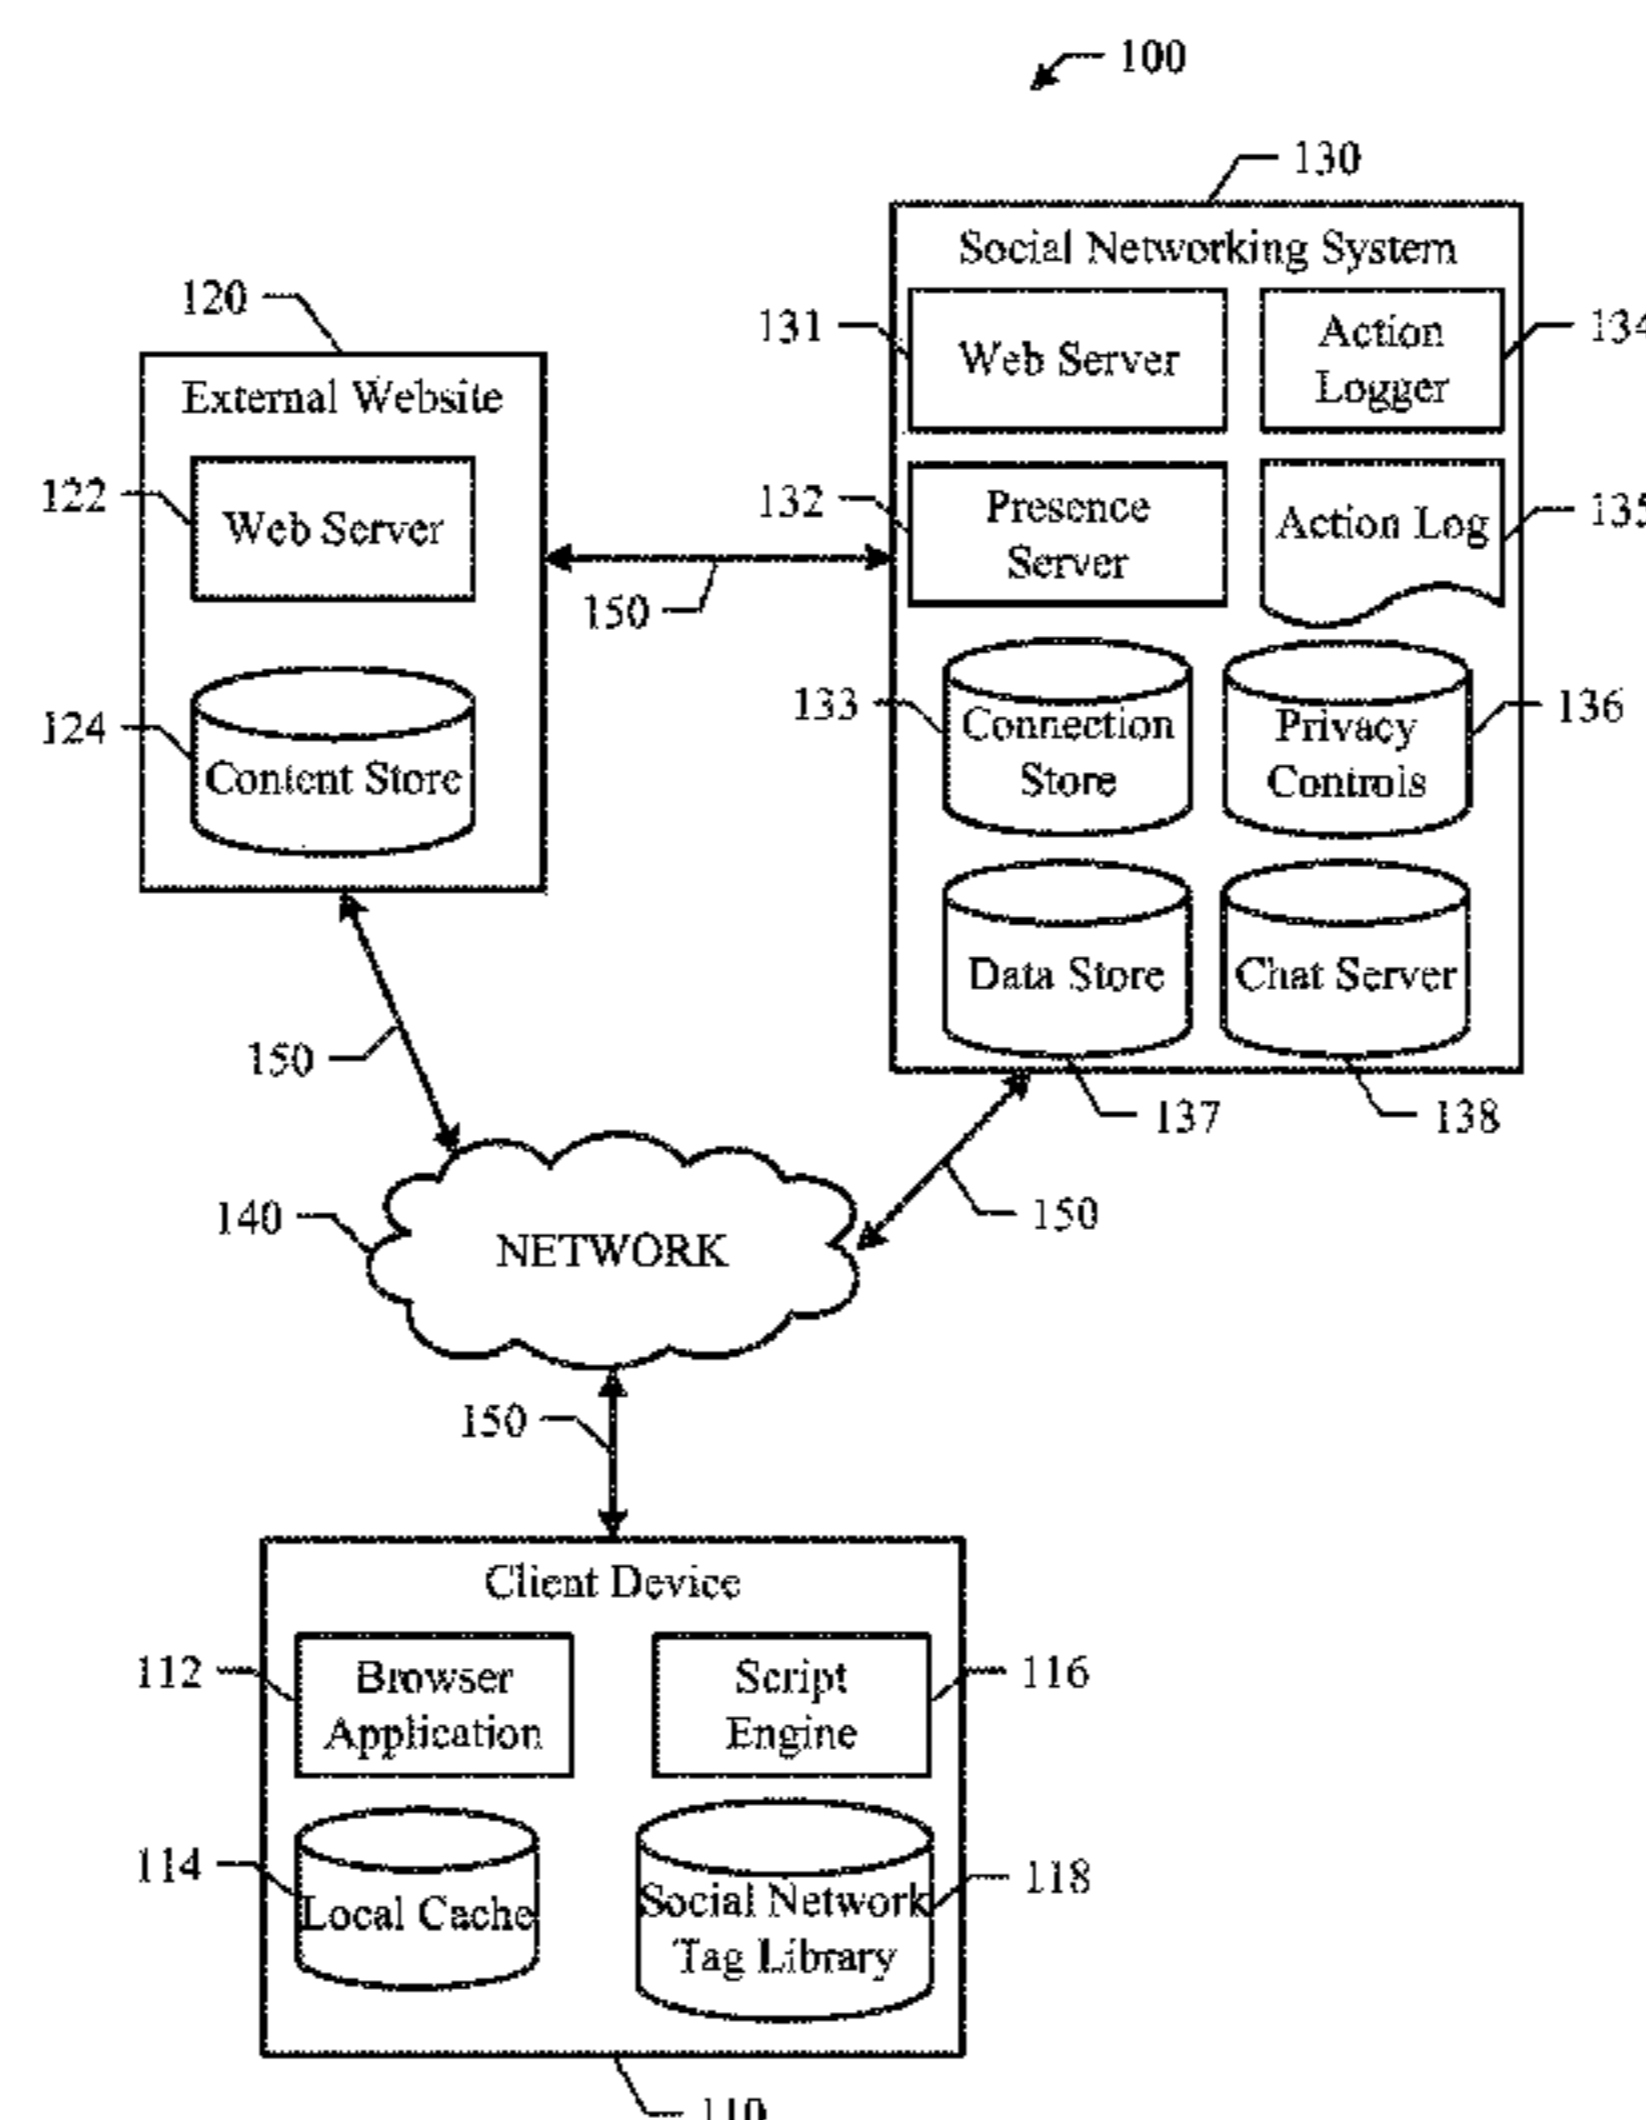 100
130
Social Networking System
120
131
Web Server
Action
Logger
134
External Website
122
Web Server
132
Presence
Server
Action Log
135
150
133
Connection
Store
Privacy
Controls
136
124
Content Store
Data Store
Chat Server
150
137
138
140
NETWORK
150
150
Client Device
112
Browser
Application
Script
Engine
116
114
Local Cache
Social Network
Tag Library
118
110